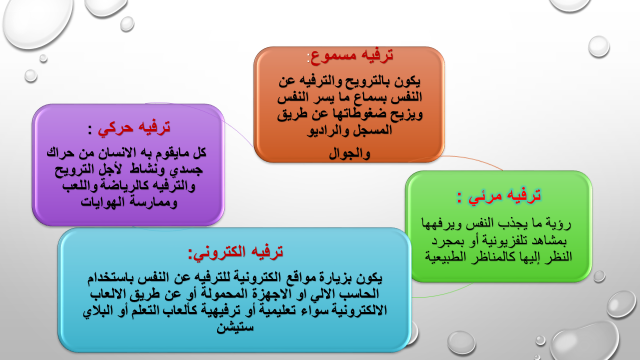 ترفيه مسموع:
يكون بالترويح والترفيه عن
النفس بسماع ما يسر النفس
ويزيح ضغوطاتها عن طريق
المسجل والراديو
والجوال
ترفيه مرئي :
رؤية ما يجذب النفس ويرفهها
بمشاهد تلفزيونية أو بمجرد
النظر إليها كالمناظر الطبيعية
ترفيه حركي :
كل مايقوم به الانسان من حراك
جسدي ونشاط لأجل الترويح
والترفيه كالرياضة واللعب
وممارسة الهوايات
ترفيه الكتروني:
يكون بزيارة مواقع الكترونية للترفيه عن النفس باستخدام
الحاسب الالي او الاجهزة المحمولة أو عن طريق الالعاب
الالكترونية سواء تعليمية أو ترفيهية كألعاب التعلم أو البلاي
ستيشن